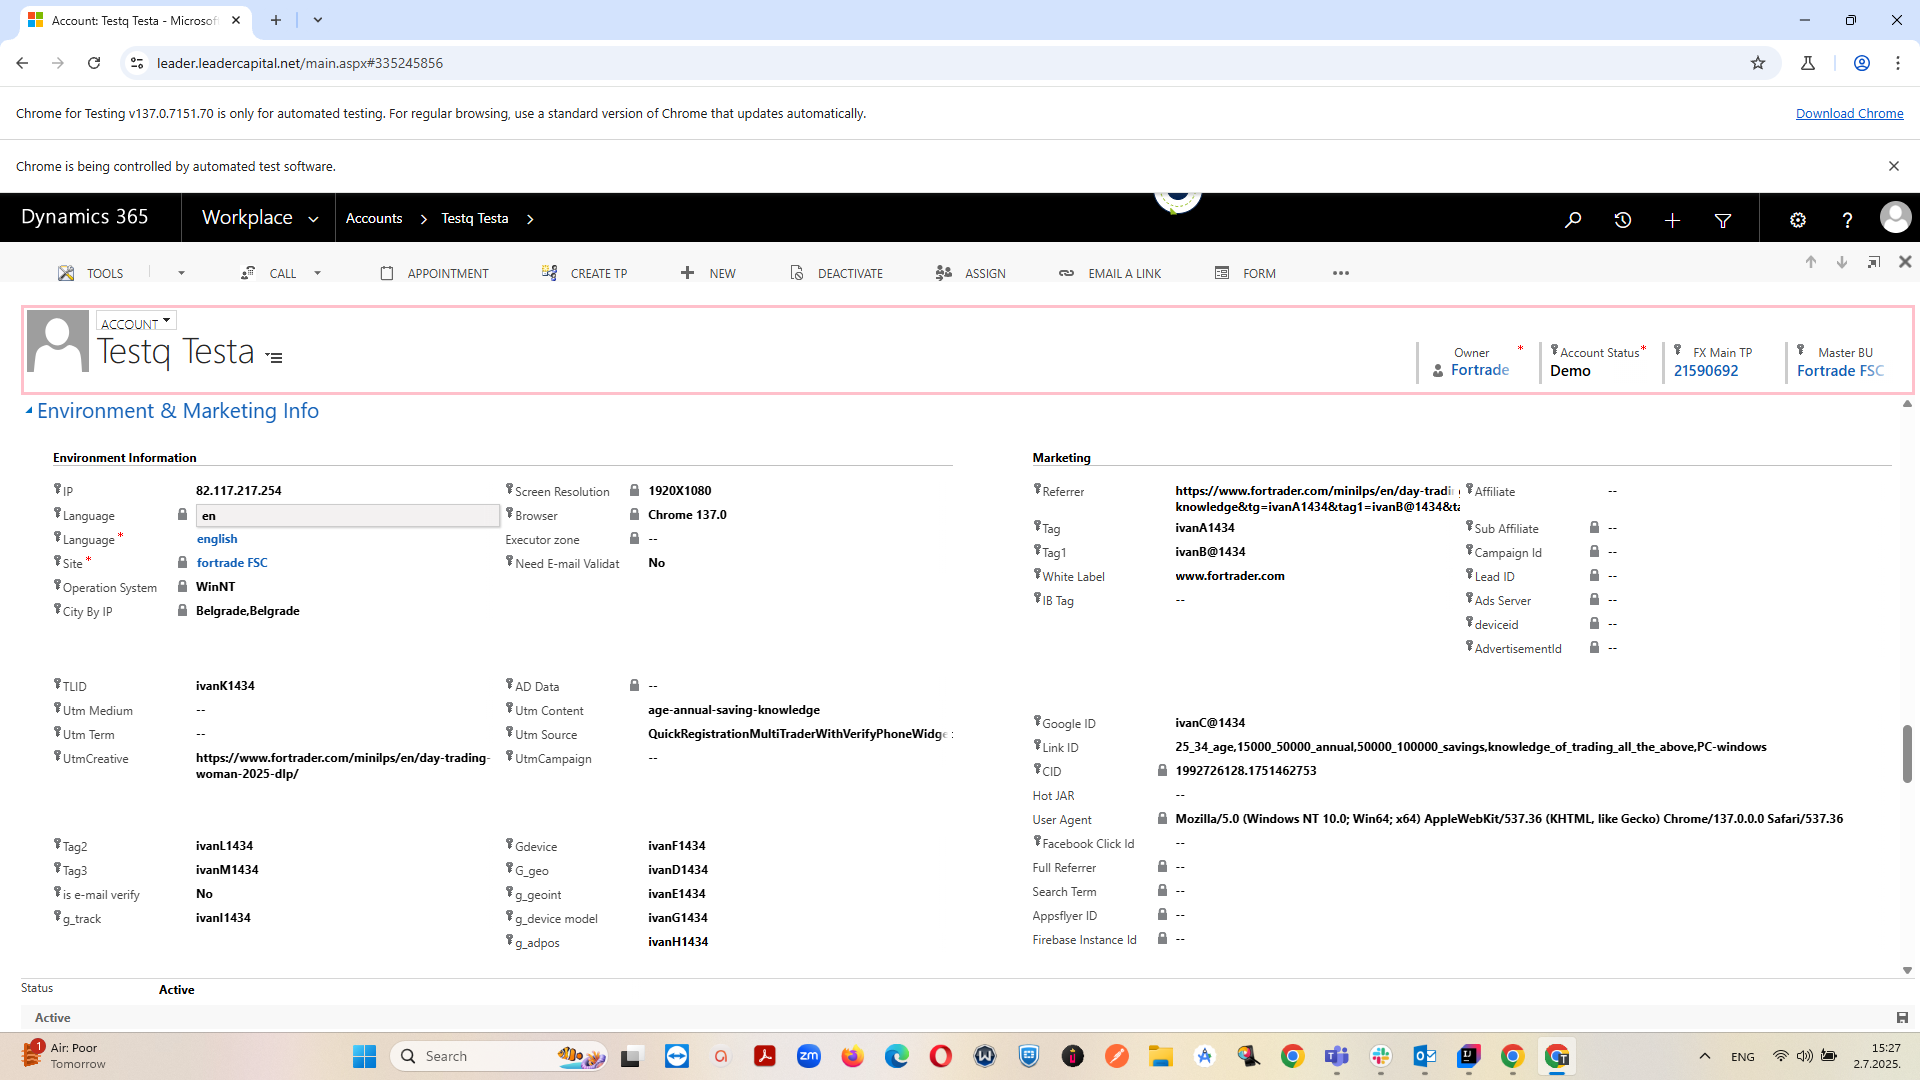 Account: Testq Testa - Microsof
leader.leadercapital.net/main.aspx#335245856
Chrome for Testing v137.0.7151.70 is only for automated testing. For regular browsing, use a standard version of Chrome that updates automatically.
Download Chrome
Chrome is being controlled by automated test software.
Dynamics 365
Workplace
Accounts
Testq Testa
TOOLS
CALL
APPOINTMENT
CREATE TP
NEW
DEACTIVATE
ASSIGN
EMAIL A LINK
FORM
ACCOUNT
Testq Testa
Owner *
Fortrade
Account Status*
Demo
FX Main TP
21590692
Master BU
Fortrade FSC
Environment & Marketing Info
Environment Information
IP 82.117.217.254
Language en
Language* english
Site* fortrade FSC
Operation System WinNT
City By IP Belgrade,Belgrade
Screen Resolution 1920X1080
Browser Chrome 137.0
Executor zone --
Need E-mail Validat No
TLID ivanK1434
Utm Medium --
Utm Term --
UtmCreative https://www.fortrader.com/minilps/en/day-trading-
woman-2025-dlp/
AD Data --
Utm Content age-annual-saving-knowledge
Utm Source QuickRegistrationMultiTraderWithVerifyPhoneWidge
UtmCampaign --
Tag2 ivanL1434
Tag3 ivanM1434
is e-mail verify No
g_track ivanI1434
Gdevice ivanF1434
G_geo ivanD1434
g_geoint ivanE1434
g_device model ivanG1434
g_adpos ivanH1434
Marketing
Referrer https://www.fortrader.com/minilps/en/day-tradi
knowledge&tg=ivanA1434&tag1=ivanB@1434&ta
Tag ivanA1434
Tag1 ivanB@1434
White Label www.fortrader.com
IB Tag --
Affiliate --
Sub Affiliate --
Campaign Id --
Lead ID --
Ads Server --
deviceid --
AdvertisementId --
Google ID ivanC@1434
Link ID 25_34_age,15000_50000_annual,50000_100000_savings,knowledge_of_trading_all_the_above,PC-windows
CID 1992726128.1751462753
Hot JAR --
User Agent Mozilla/5.0 (Windows NT 10.0; Win64; x64) AppleWebKit/537.36 (KHTML, like Gecko) Chrome/137.0.0.0 Safari/537.36
Facebook Click Id --
Full Referrer --
Search Term --
Appsflyer ID --
Firebase Instance Id --
Status Active
Active
1
Air: Poor
Tomorrow
Search
ENG
15:27
2.7.2025.